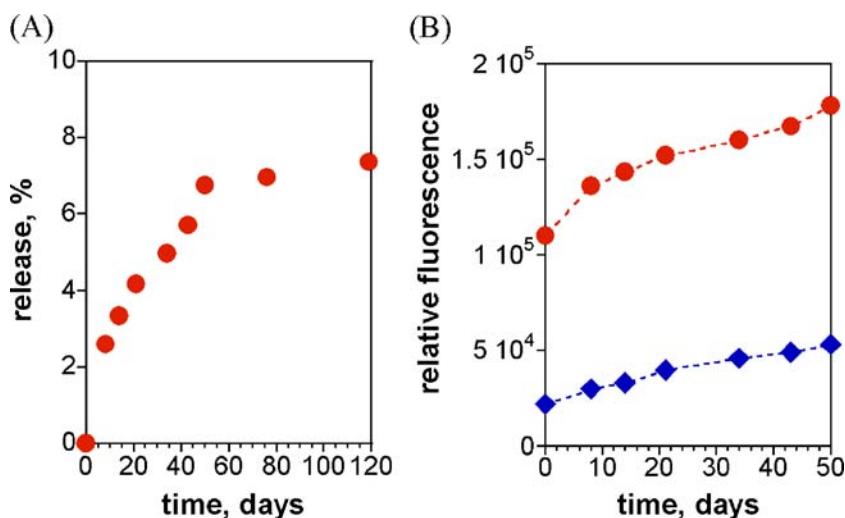 (A)
release, %
10
8
6
4
2
0
0 20 40 60 80 100 120
time, days
(B)
relative fluorescence
2 10⁵
1.5 10⁵
1 10⁵
5 10⁴
0
0 10 20 30 40 50
time, days